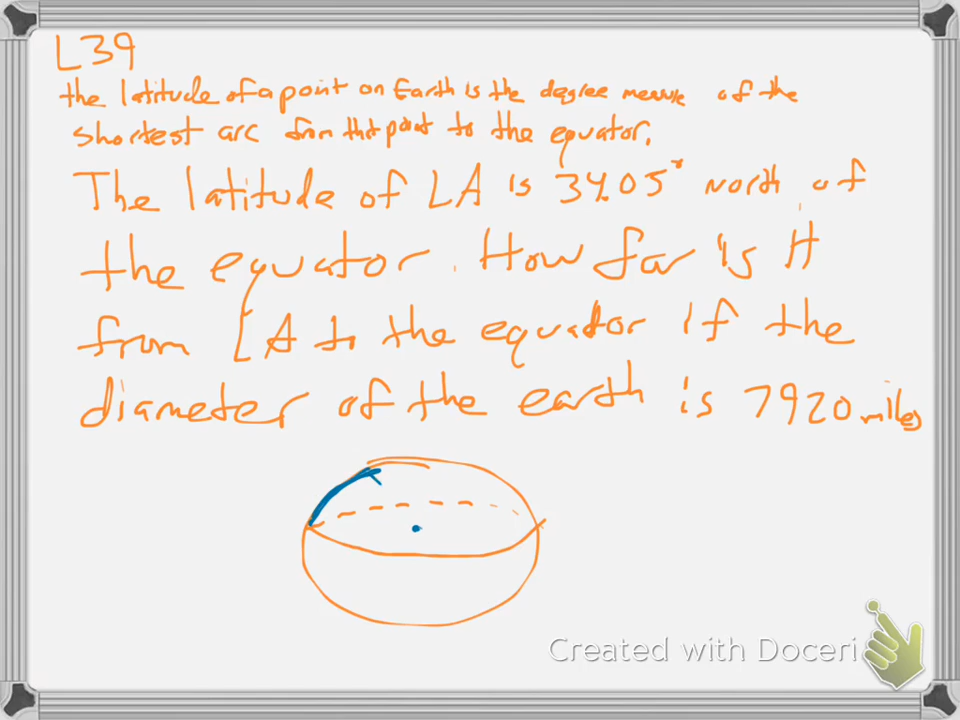 L39
the latitude of a point on Earth is the degree measure of the
shortest arc from that point to the equator.
The latitude of LA is 34.05° north of
the equator. How far is it
from LA to the equator if the
diameter of the earth is 7920 miles
Created with Doceri